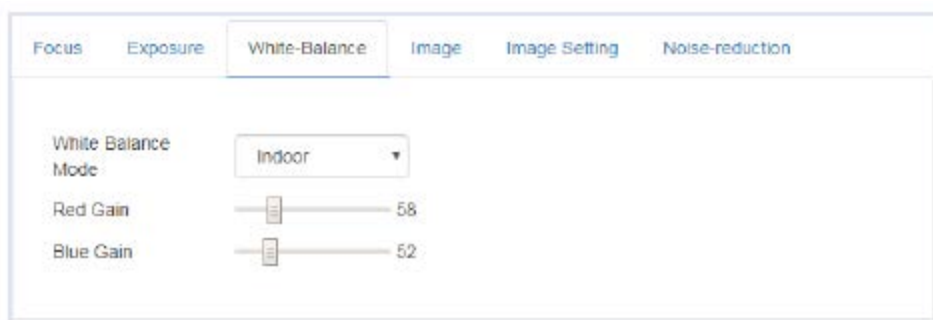 Focus Exposure White-Balance Image Image Setting Noise-reduction
White Balance
Mode
Indoor
Red Gain 58
Blue Gain 52